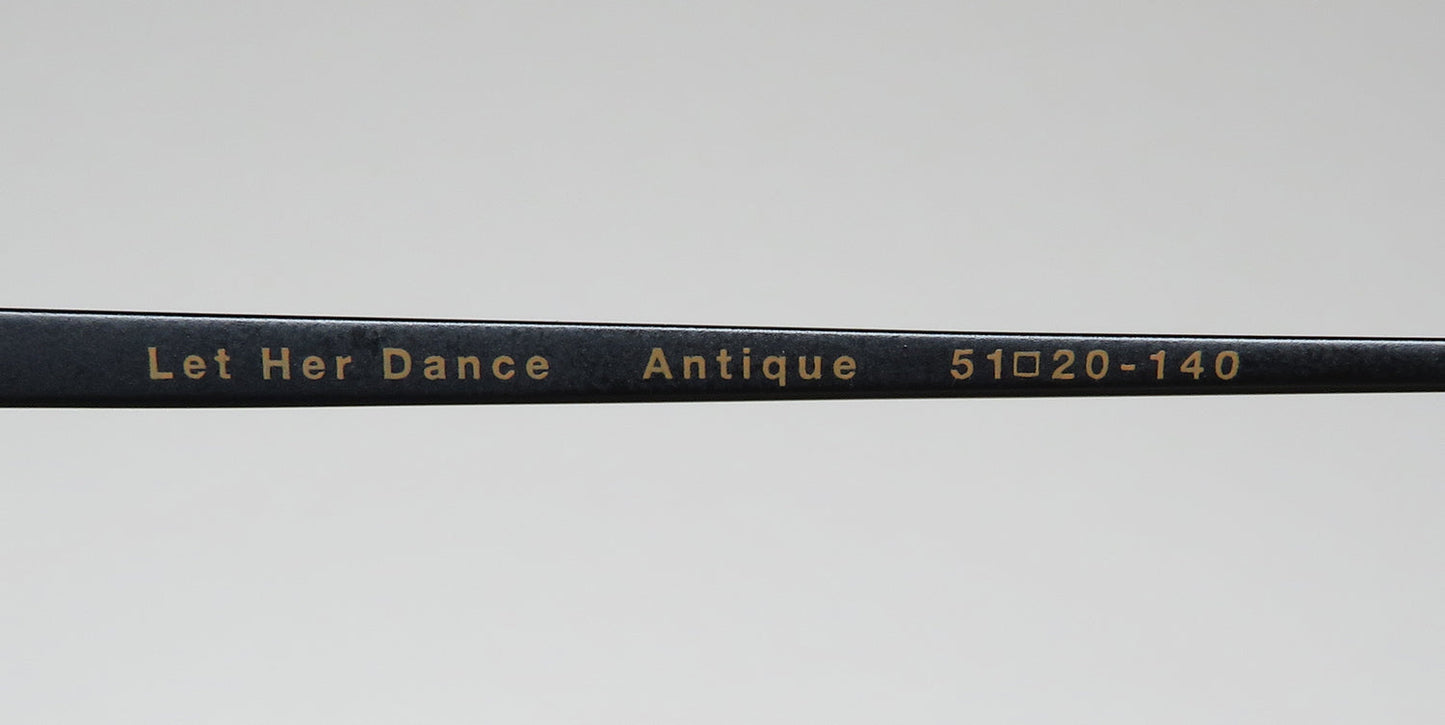 Let Her Dance Antique 51□20-140